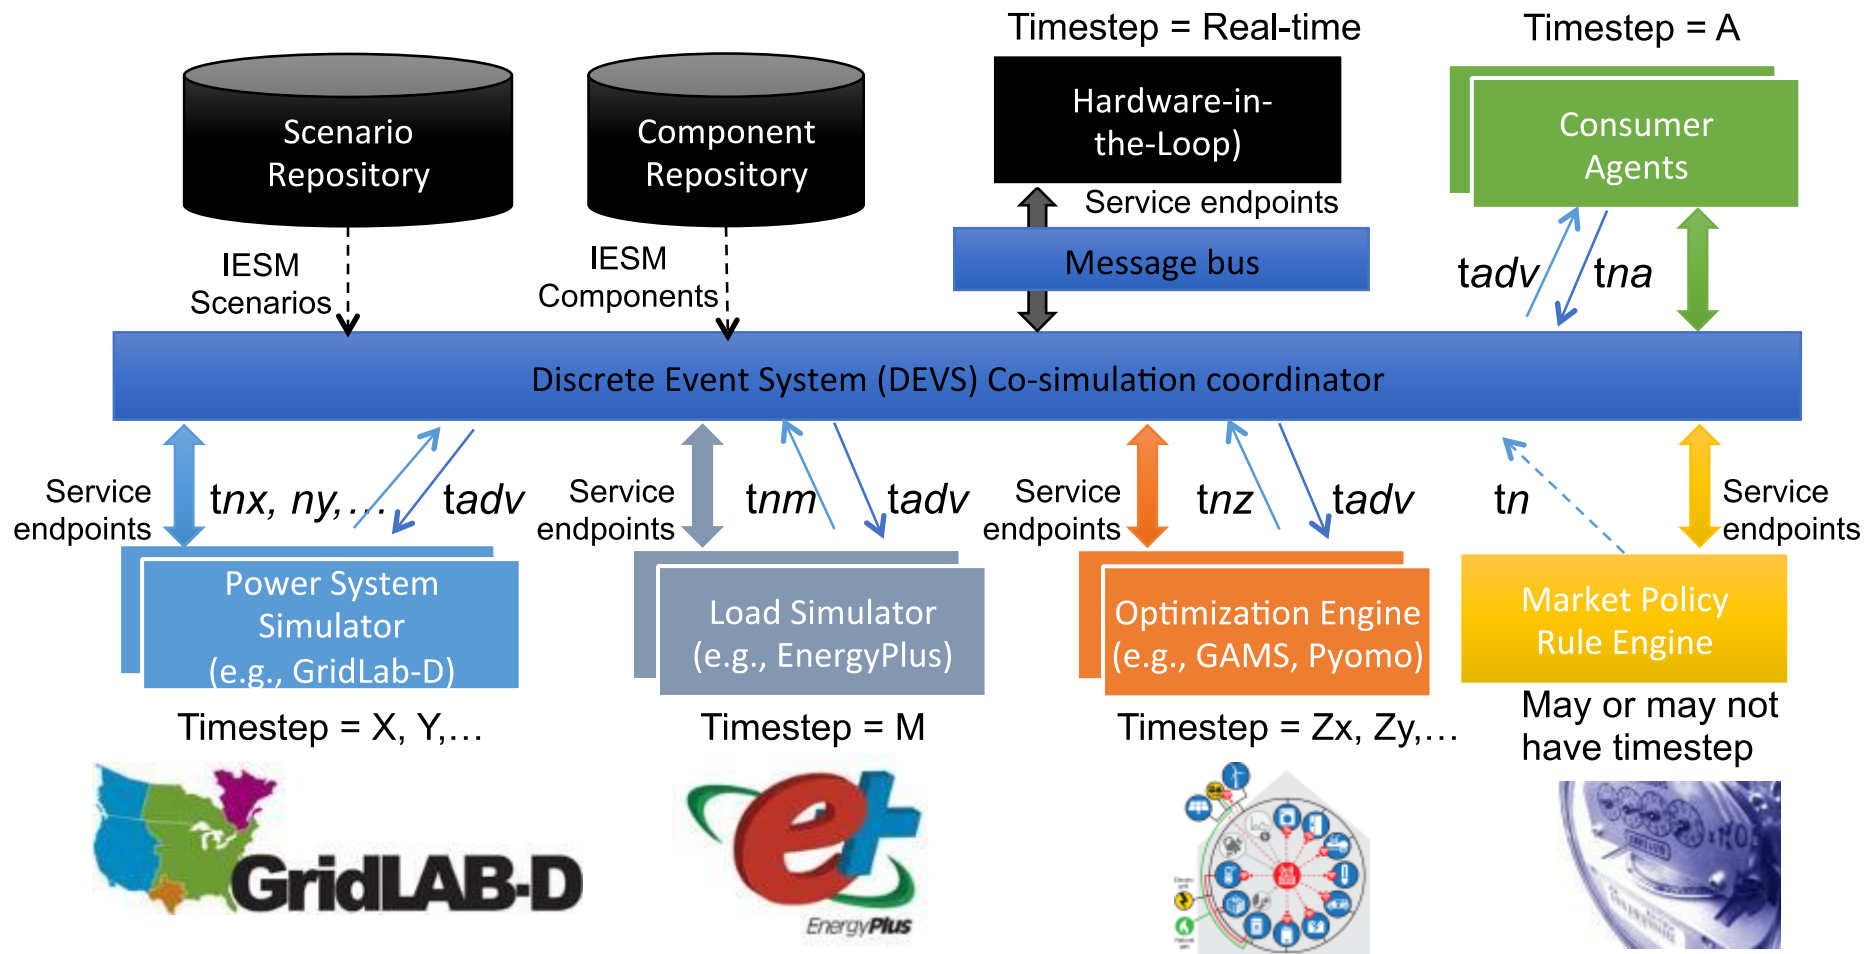 Timestep = Real-time
Timestep = A
Scenario
Repository
Component
Repository
Hardware-in-
the-Loop)
Consumer
Agents
Service endpoints
IESM
Scenarios
IESM
Components
Message bus
tadv
tna
Discrete Event System (DEVS) Co-simulation coordinator
Service
endpoints
tnx, ny,…
tadv
Service
endpoints
tnm
tadv
Service
endpoints
tnz
tadv
tn
Service
endpoints
Power System
Simulator
(e.g., GridLab-D)
Load Simulator
(e.g., EnergyPlus)
Optimization Engine
(e.g., GAMS, Pyomo)
Market Policy
Rule Engine
Timestep = X, Y,…
Timestep = M
Timestep = Zx, Zy,…
May or may not
have timestep
GridLAB-D
e+
EnergyPlus